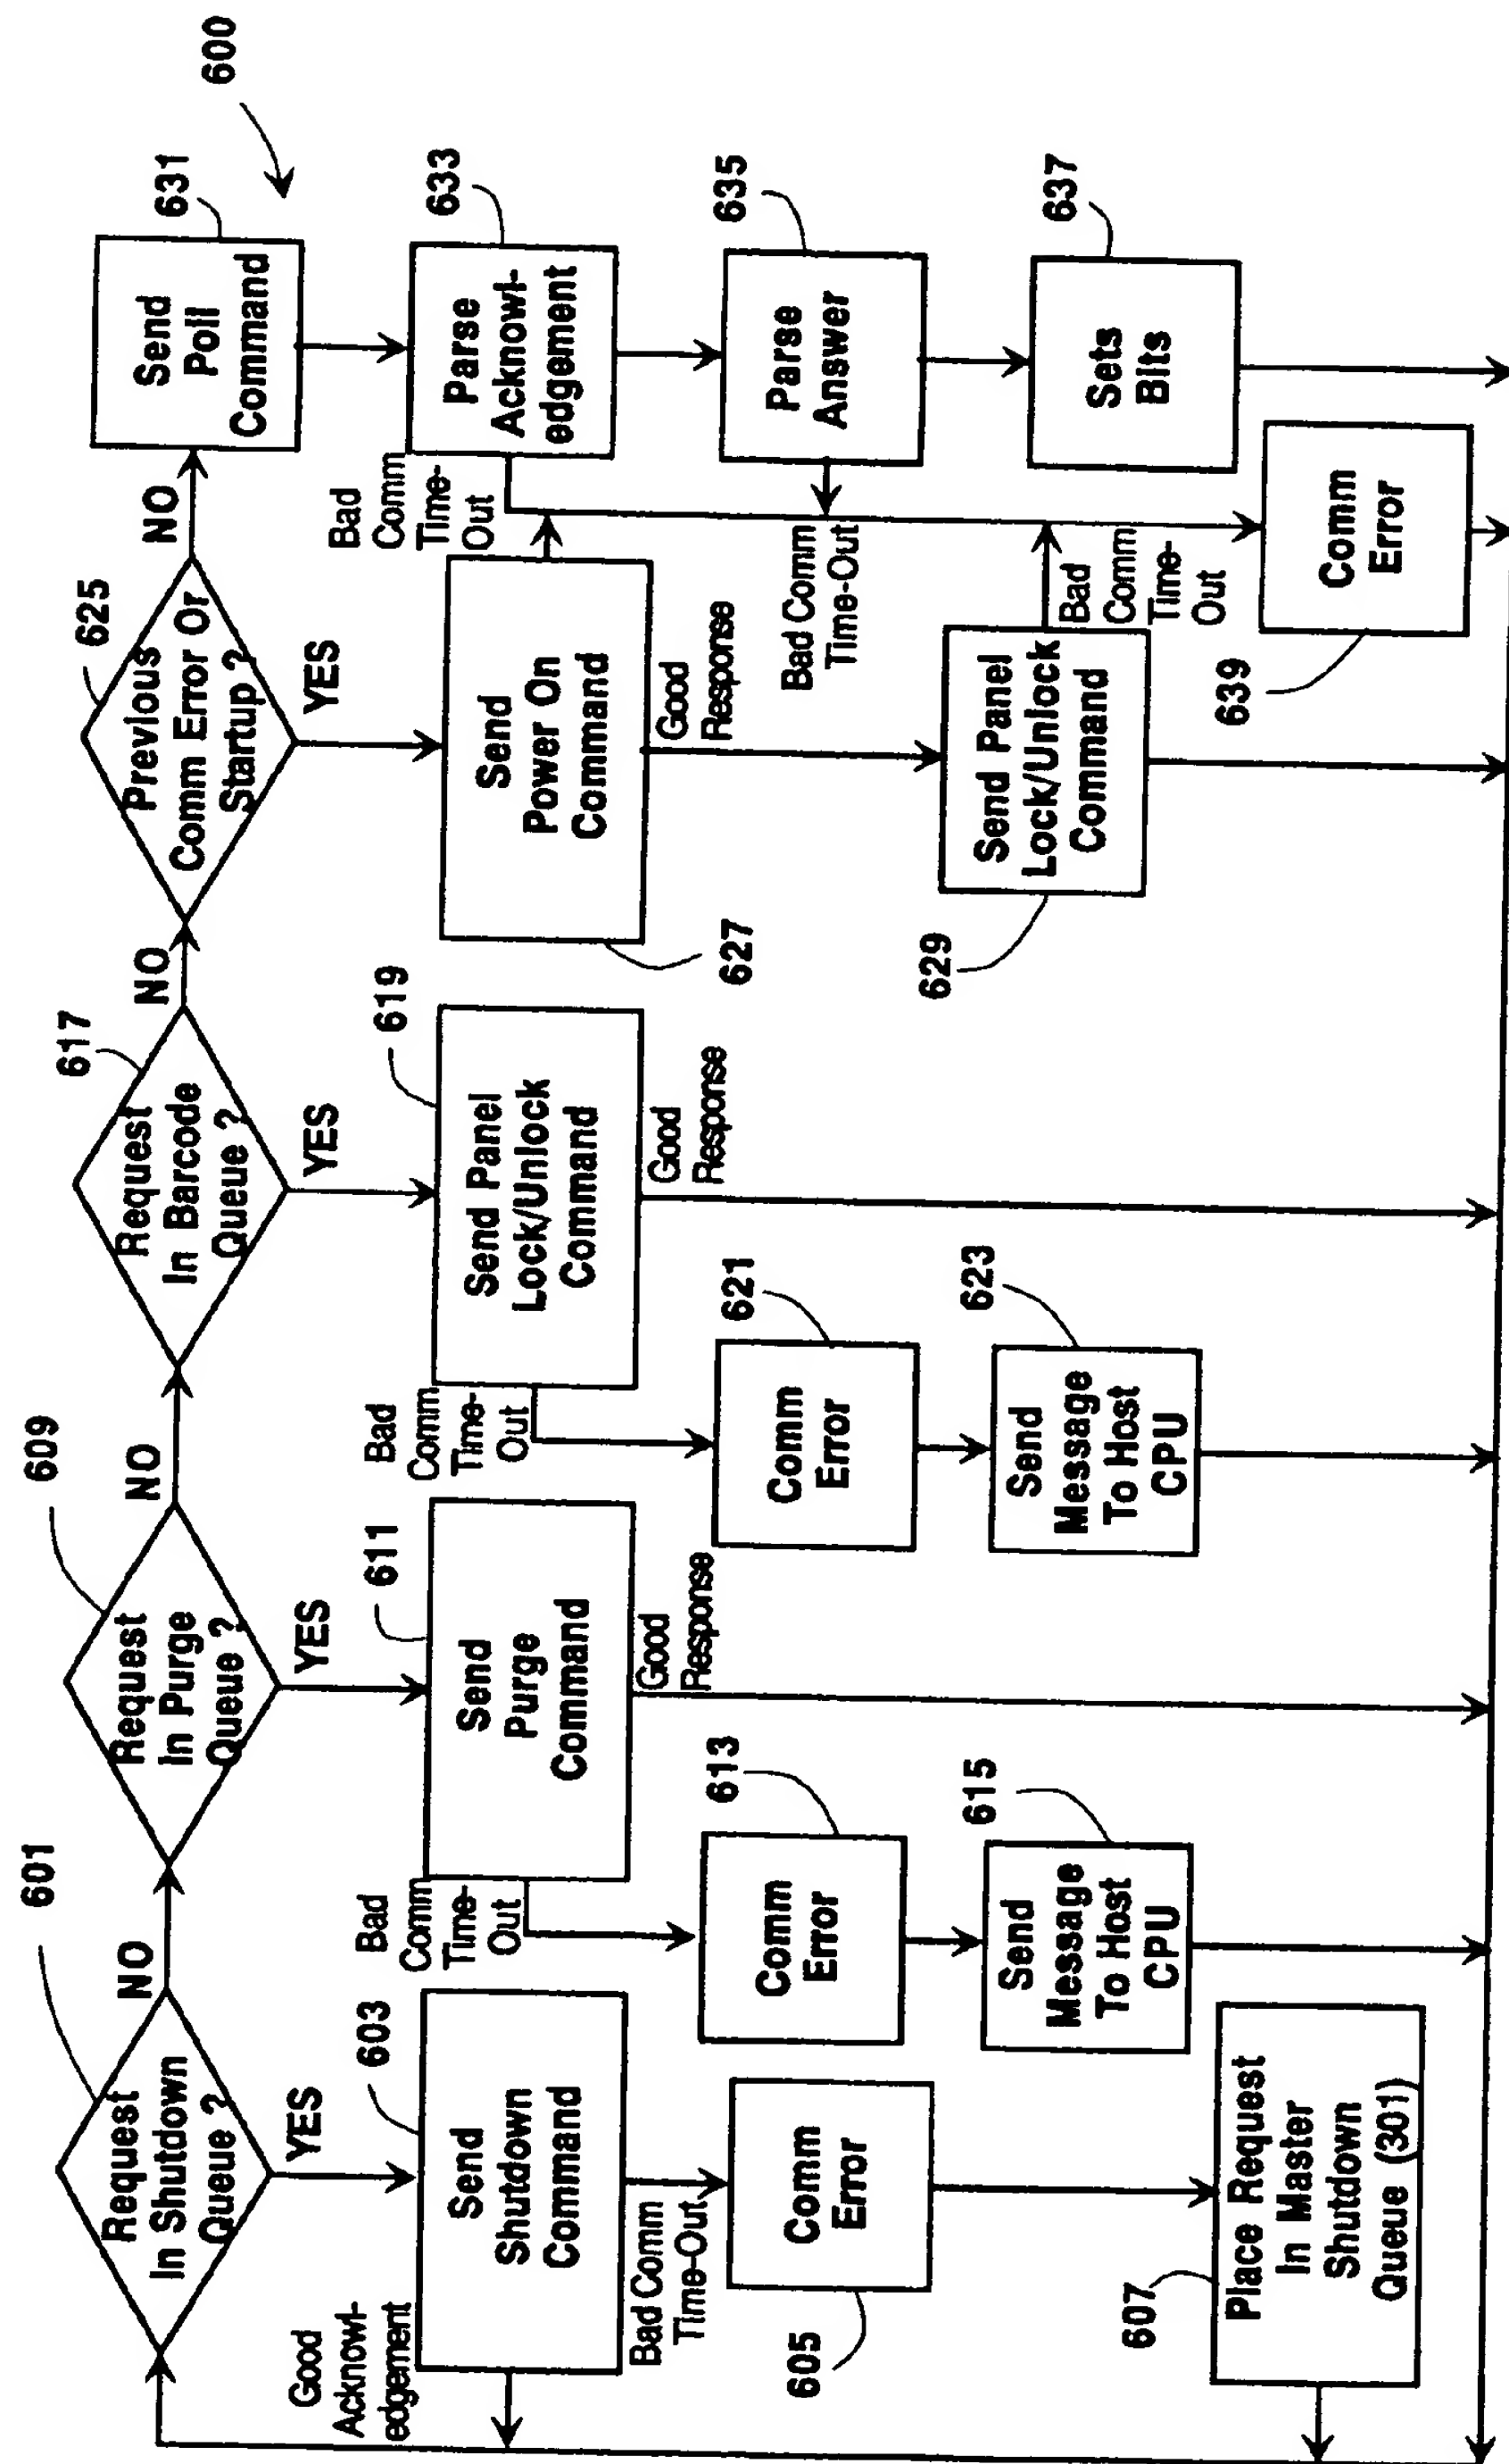 600
601
Request
In Shutdown
Queue ?
NO
YES
609
Request
In Purge
Queue ?
NO
YES
617
Request
In Barcode
Queue ?
NO
YES
625
Previous
Comm Error Or
Startup ?
NO
YES
631
Send
Poll
Command
Good
Acknowl-
edgement
603
Send
Shutdown
Command
Bad Comm
Time-Out
611
Send
Purge
Command
Bad
Comm
Time-
Out
Good
Response
619
Send Panel
Lock/Unlock
Command
Bad
Comm
Time-
Out
Good
Response
627
Send
Power On
Command
Good
Response
Bad
Comm
Time-
Out
633
Parse
Acknowl-
edgement
605
Comm
Error
613
Comm
Error
621
Comm
Error
Bad Comm
Time-Out
635
Parse
Answer
615
Send
Message
To Host
CPU
623
Send
Message
To Host
CPU
629
Send Panel
Lock/Unlock
Command
Bad
Comm
Time-
Out
637
Sets
Bits
607
Place Request
In Master
Shutdown
Queue (301)
639
Comm
Error